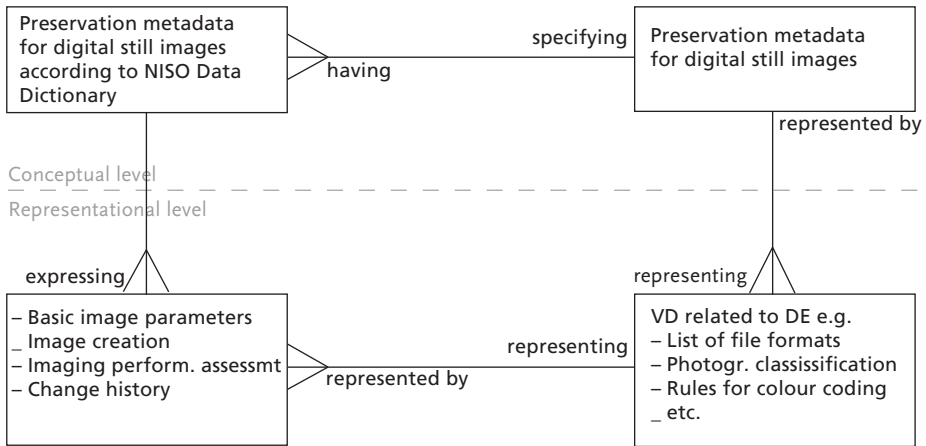 Preservation metadata
for digital still images
according to NISO Data
Dictionary
specifying
having
Preservation metadata
for digital still images
represented by
Conceptual level
Representational level
expressing
representing
– Basic image parameters
_ Image creation
– Imaging perform. assessmt
– Change history
representing
represented by
VD related to DE e.g.
– List of file formats
– Photogr. classissification
– Rules for colour coding
_ etc.